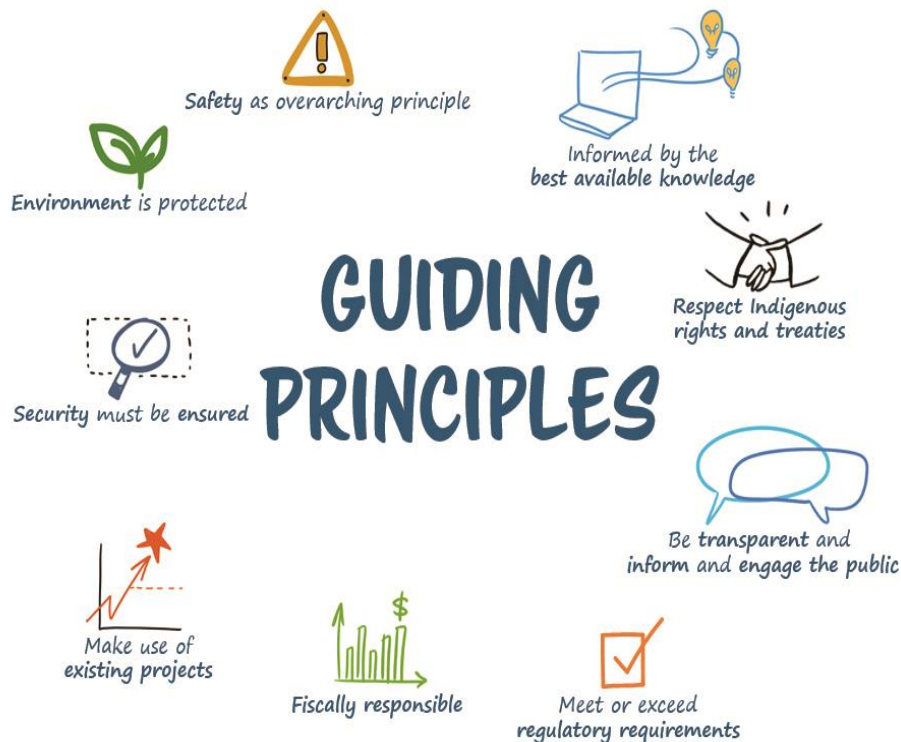 Safety as overarching principle
Informed by the
best available knowledge
Environment is protected
GUIDING
PRINCIPLES
Respect Indigenous
rights and treaties
Security must be ensured
Be transparent and
inform and engage the public
Make use of
existing projects
$
Fiscally responsible
Meet or exceed
regulatory requirements